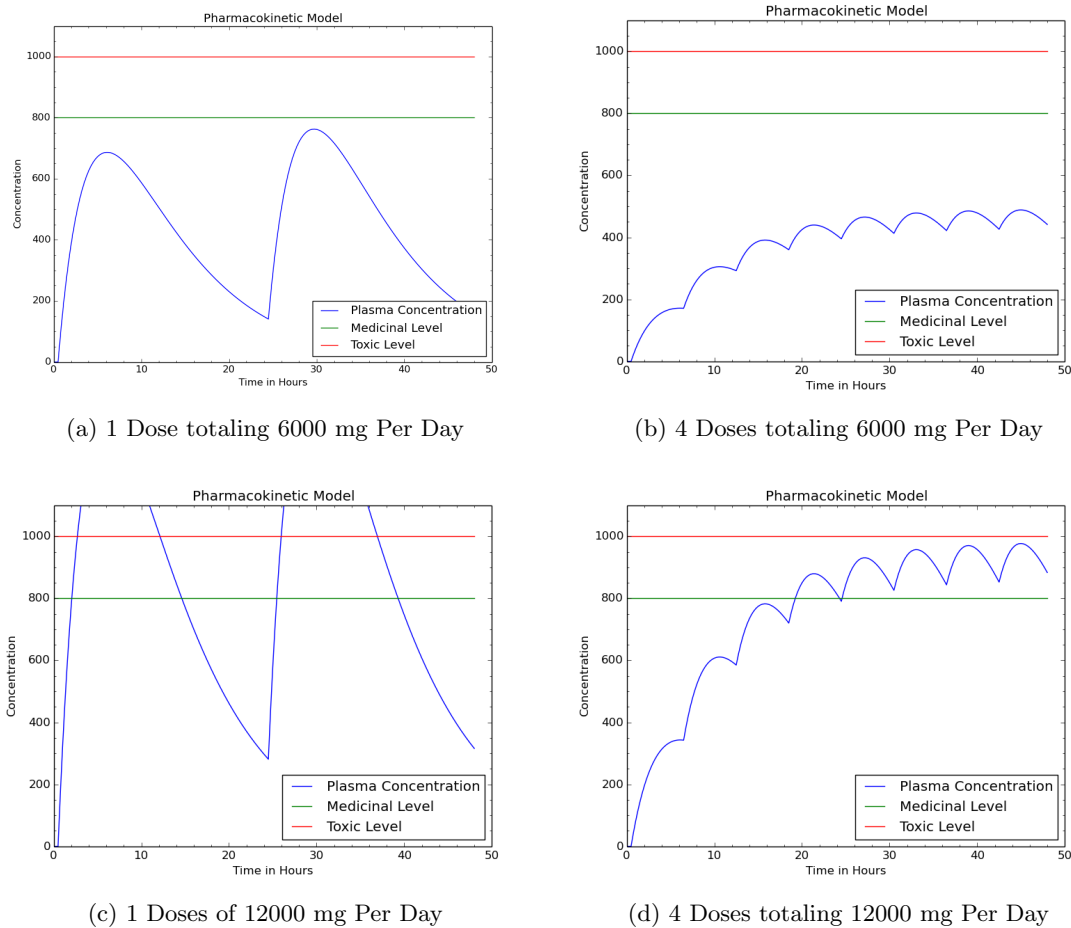 Pharmacokinetic Model
Concentration
1000
800
600
400
200
0
0 10 20 30 40 50
Time in Hours
Plasma Concentration
Medicinal Level
Toxic Level
(a) 1 Dose totaling 6000 mg Per Day
Pharmacokinetic Model
Concentration
1000
800
600
400
200
0
0 10 20 30 40 50
Time in Hours
Plasma Concentration
Medicinal Level
Toxic Level
(b) 4 Doses totaling 6000 mg Per Day
Pharmacokinetic Model
Concentration
1000
800
600
400
200
0
0 10 20 30 40 50
Time in Hours
Plasma Concentration
Medicinal Level
Toxic Level
(c) 1 Doses of 12000 mg Per Day
Pharmacokinetic Model
Concentration
1000
800
600
400
200
0
0 10 20 30 40 50
Time in Hours
Plasma Concentration
Medicinal Level
Toxic Level
(d) 4 Doses totaling 12000 mg Per Day